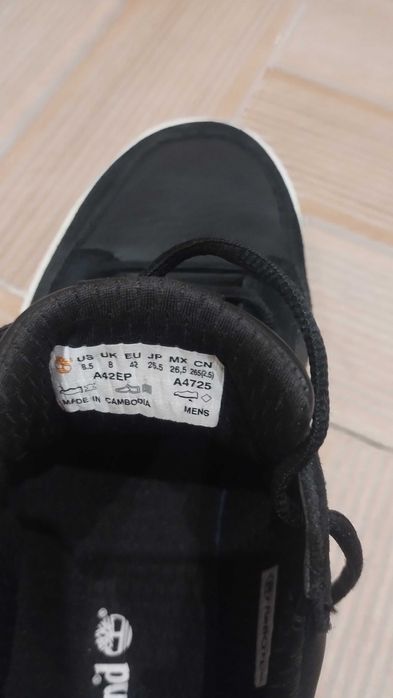 US UK EU JP MX CN
8.5 8 42 25.5 26,5 265(2.5)
A42EP A4725
MADE IN CAMBODIA MENS